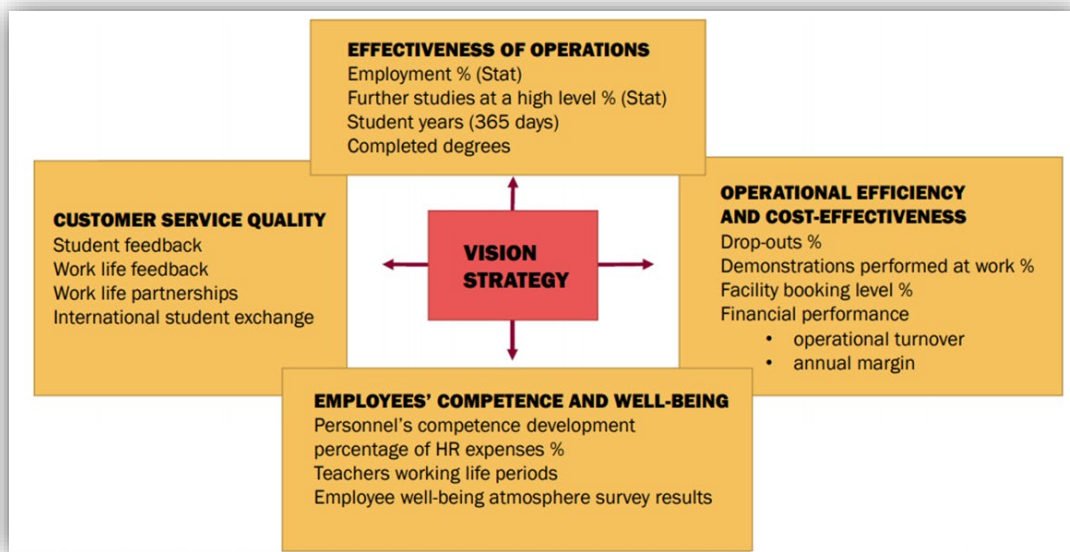 EFFECTIVENESS OF OPERATIONS
Employment % (Stat)
Further studies at a high level % (Stat)
Student years (365 days)
Completed degrees
CUSTOMER SERVICE QUALITY
Student feedback
Work life feedback
Work life partnerships
International student exchange
VISION
STRATEGY
OPERATIONAL EFFICIENCY
AND COST-EFFECTIVENESS
Drop-outs %
Demonstrations performed at work %
Facility booking level %
Financial performance
• operational turnover
• annual margin
EMPLOYEES’ COMPETENCE AND WELL-BEING
Personnel's competence development
percentage of HR expenses %
Teachers working life periods
Employee well-being atmosphere survey results